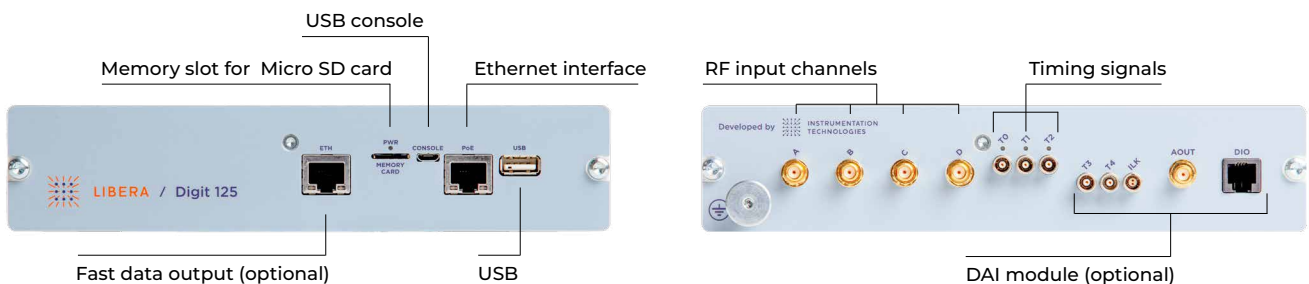 USB console
Memory slot for Micro SD card
Ethernet interface
RF input channels
Timing signals
ETH
PWR
MEMORY
CARD
CONSOLE
PoE
USB
LIBERA / Digit 125
Developed by
INSTRUMENTATION
TECHNOLOGIES
A
B
C
D
T0
T1
T2
T3
T4
ILK
AOUT
DIO
Fast data output (optional)
USB
DAI module (optional)